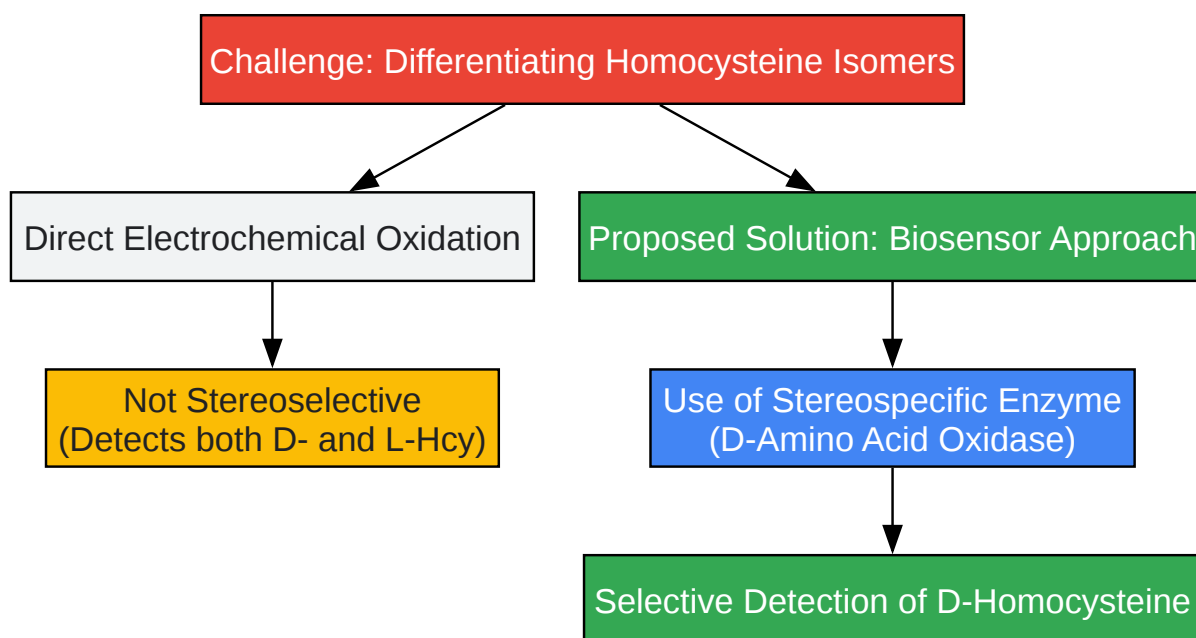 Challenge: Differentiating Homocysteine Isomers
Direct Electrochemical Oxidation
Proposed Solution: Biosensor Approach
Not Stereoselective
(Detects both D- and L-Hcy)
Use of Stereospecific Enzyme
(D-Amino Acid Oxidase)
Selective Detection of D-Homocysteine